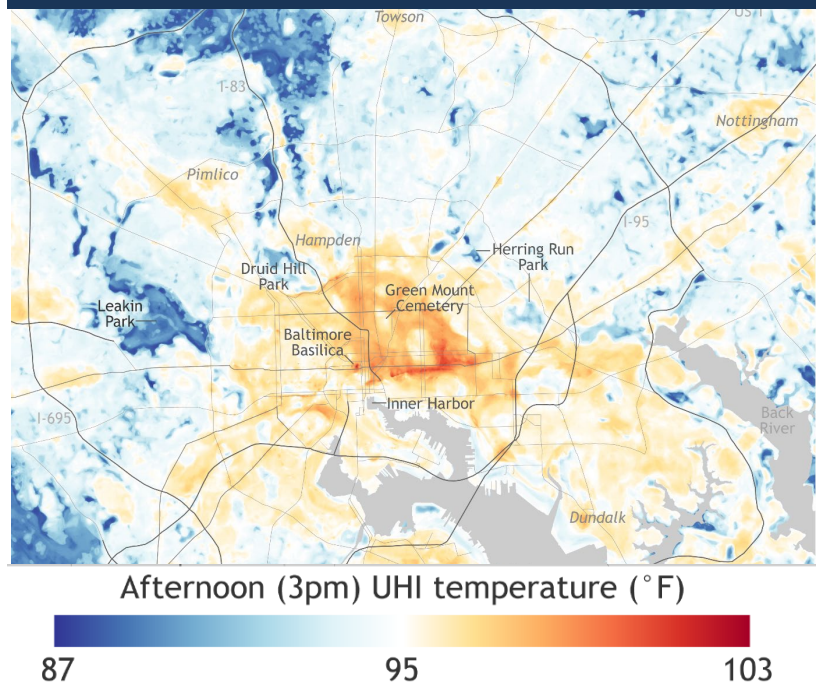 Towson
US-1
I-83
Nottingham
Pimlico
I-95
Hampden
Herring Run
Park
Druid Hill
Park
Green Mount
Cemetery
Leakin
Park
Baltimore
Basilica
Inner Harbor
I-695
Back
River
Dundalk
Afternoon (3pm) UHI temperature (°F)
87
95
103